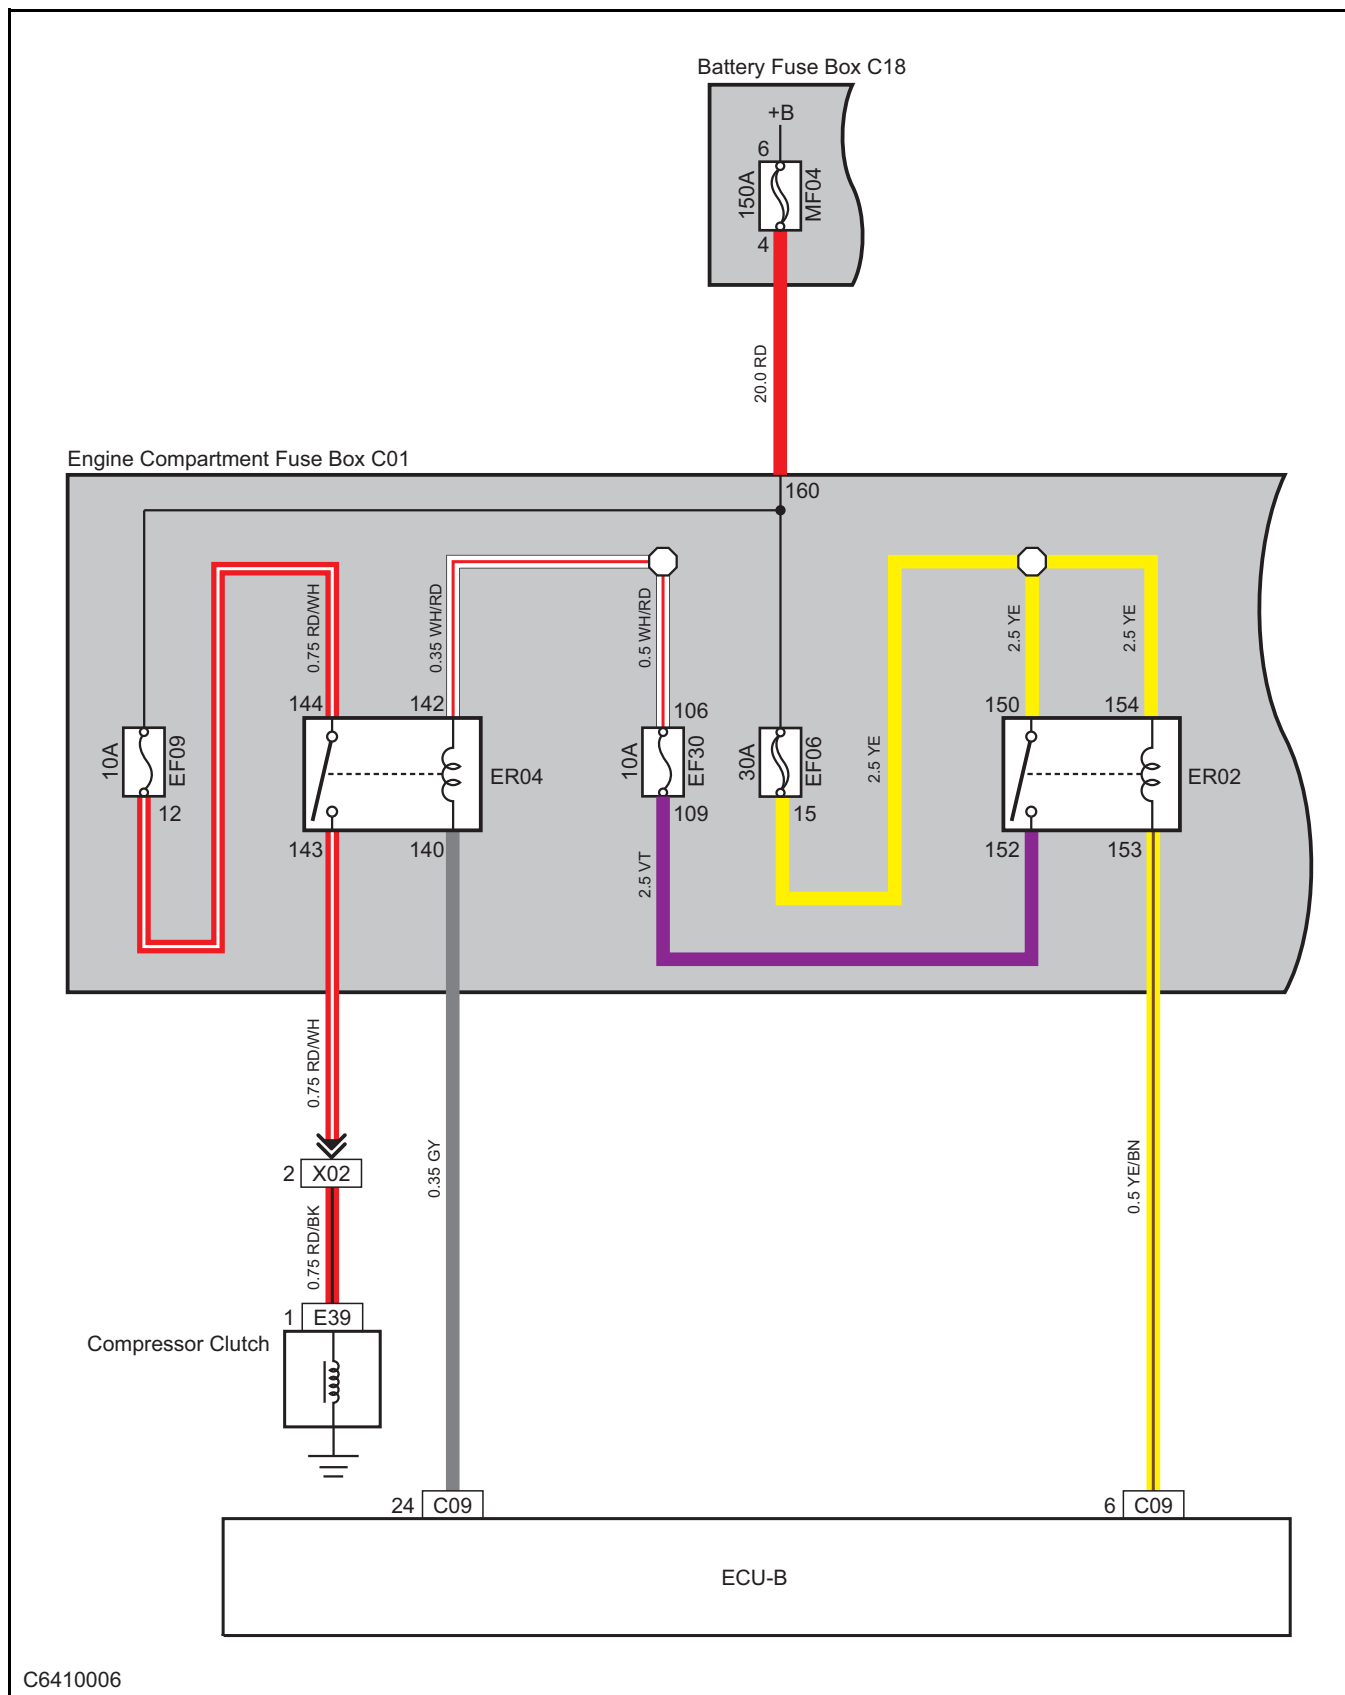 Battery Fuse Box C18
+B
6
150A
MF04
4
20.0 RD
Engine Compartment Fuse Box C01
160
0.75 RD/WH
0.35 WH/RD
0.5 WH/RD
2.5 YE
2.5 YE
2.5 YE
144
142
106
150
154
10A
EF09
ER04
10A
EF30
30A
EF06
ER02
12
143
140
109
15
152
153
2.5 VT
0.75 RD/WH
2
X02
0.35 GY
0.5 YE/BN
0.75 RD/BK
1
E39
Compressor Clutch
24
C09
6
C09
ECU-B
C6410006